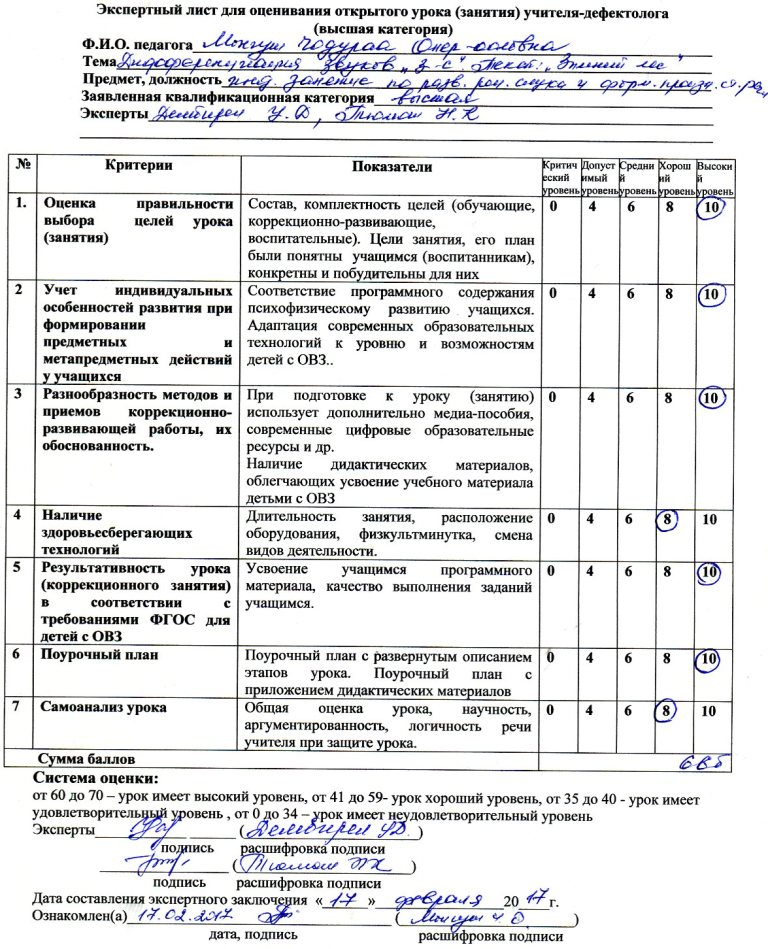 Экспертный лист для оценивания открытого урока (занятия) учителя-дефектолога
(высшая категория)
Ф.И.О. педагога Монгуш Чодураа Опер-ооловна
Тема Дифференциация звуков „З-С" Текст: „Зимний лес"
Предмет, должность инд. занятие по разв. реч. слуха и форм. произн. ст. речи
Заявленная квалификационная категория высшая
Эксперты Дембирел У.Д, Тюлюш Н.К
№ Критерии Показатели Критический уровень Допустимый уровень Средний уровень Хороший уровень Высокий уровень
1. Оценка правильности выбора целей урока (занятия)
Состав, комплектность целей (обучающие,
коррекционно-развивающие,
воспитательные). Цели занятия, его план
были понятны учащимся (воспитанникам),
конкретны и побудительны для них
0 4 6 8 10
2 Учет индивидуальных
особенностей развития при
формировании
предметных и
метапредметных действий
у учащихся
Соответствие программного содержания
психофизическому развитию учащихся.
Адаптация современных образовательных
технологий к уровню и возможностям
детей с ОВЗ..
0 4 6 8 10
3 Разнообразность методов и
приемов коррекционно-
развивающей работы, их
обоснованность.
При подготовке к уроку (занятию)
использует дополнительно медиа-пособия,
современные цифровые образовательные
ресурсы и др.
Наличие дидактических материалов,
облегчающих усвоение учебного материала
детьми с ОВЗ
0 4 6 8 10
4 Наличие
здоровьесберегающих
технологий
Длительность занятия, расположение
оборудования, физкультминутка, смена
видов деятельности.
0 4 6 8 10
5 Результативность урока
(коррекционного занятия)
в соответствии с
требованиями ФГОС для
детей с ОВЗ
Усвоение учащимся программного
материала, качество выполнения заданий
учащимся.
0 4 6 8 10
6 Поурочный план
Поурочный план с развернутым описанием
этапов урока. Поурочный план с
приложением дидактических материалов
0 4 6 8 10
7 Самоанализ урока
Общая оценка урока, научность,
аргументированность, логичность речи
учителя при защите урока.
0 4 6 8 10
Сумма баллов 66б
Система оценки:
от 60 до 70 – урок имеет высокий уровень, от 41 до 59- урок хороший уровень, от 35 до 40 - урок имеет
удовлетворительный уровень , от 0 до 34 – урок имеет неудовлетворительный уровень
Эксперты (Дембирел У.Д.)
подпись расшифровка подписи
(Тюлюш Н.К)
подпись расшифровка подписи
Дата составления экспертного заключения «17 » февраля 2017г.
Ознакомлен(а) 17.02.2017 (Монгуш Ч.О.)
дата, подпись расшифровка подписи